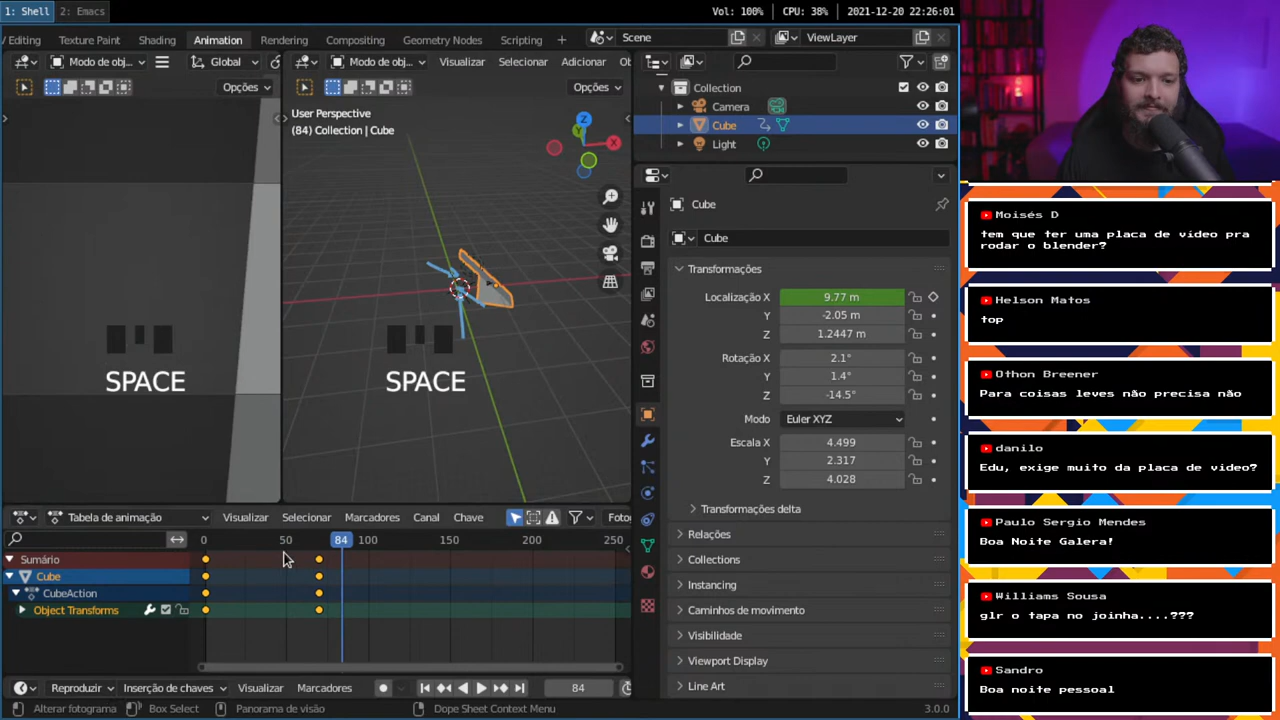 1: Shell
2: Emacs
Vol: 100%
CPU: 38%
2021-12-20 22:26:01
Editing
Texture Paint
Shading
Animation
Rendering
Compositing
Geometry Nodes
Scripting
+
Scene
ViewLayer
Modo de obj...
Global
Modo de obj...
Visualizar
Selecionar
Adicionar
Ob
Opções
Opções
User Perspective
(84) Collection | Cube
Z
Y
X
SPACE
SPACE
Collection
Camera
Cube
Light
Cube
Cube
Transformações
Localização X 9.77 m
Y -2.05 m
Z 1.2447 m
Rotação X 2.1°
Y 1.4°
Z -14.5°
Modo Euler XYZ
Escala X 4.499
Y 2.317
Z 4.028
Transformações delta
Relações
Collections
Instancing
Caminhos de movimento
Visibilidade
Viewport Display
Line Art
Tabela de animação
Visualizar
Selecionar
Marcadores
Canal
Chave
Foto
0 50 84 100 150 200 250
Sumário
Cube
CubeAction
Object Transforms
Reproduzir
Inserção de chaves
Visualizar
Marcadores
84
Alterar fotograma
Box Select
Panorama de visão
Dope Sheet Context Menu
3.0.0
Moisés D
tem que ter uma placa de video pra
rodar o blender?
Helson Matos
top
Othon Breener
Para coisas leves não precisa não
danilo
Edu, exige muito da placa de video?
Paulo Sergio Mendes
Boa Noite Galera!
Williams Sousa
glr o tapa no joinha....???
Sandro
Boa noite pessoal